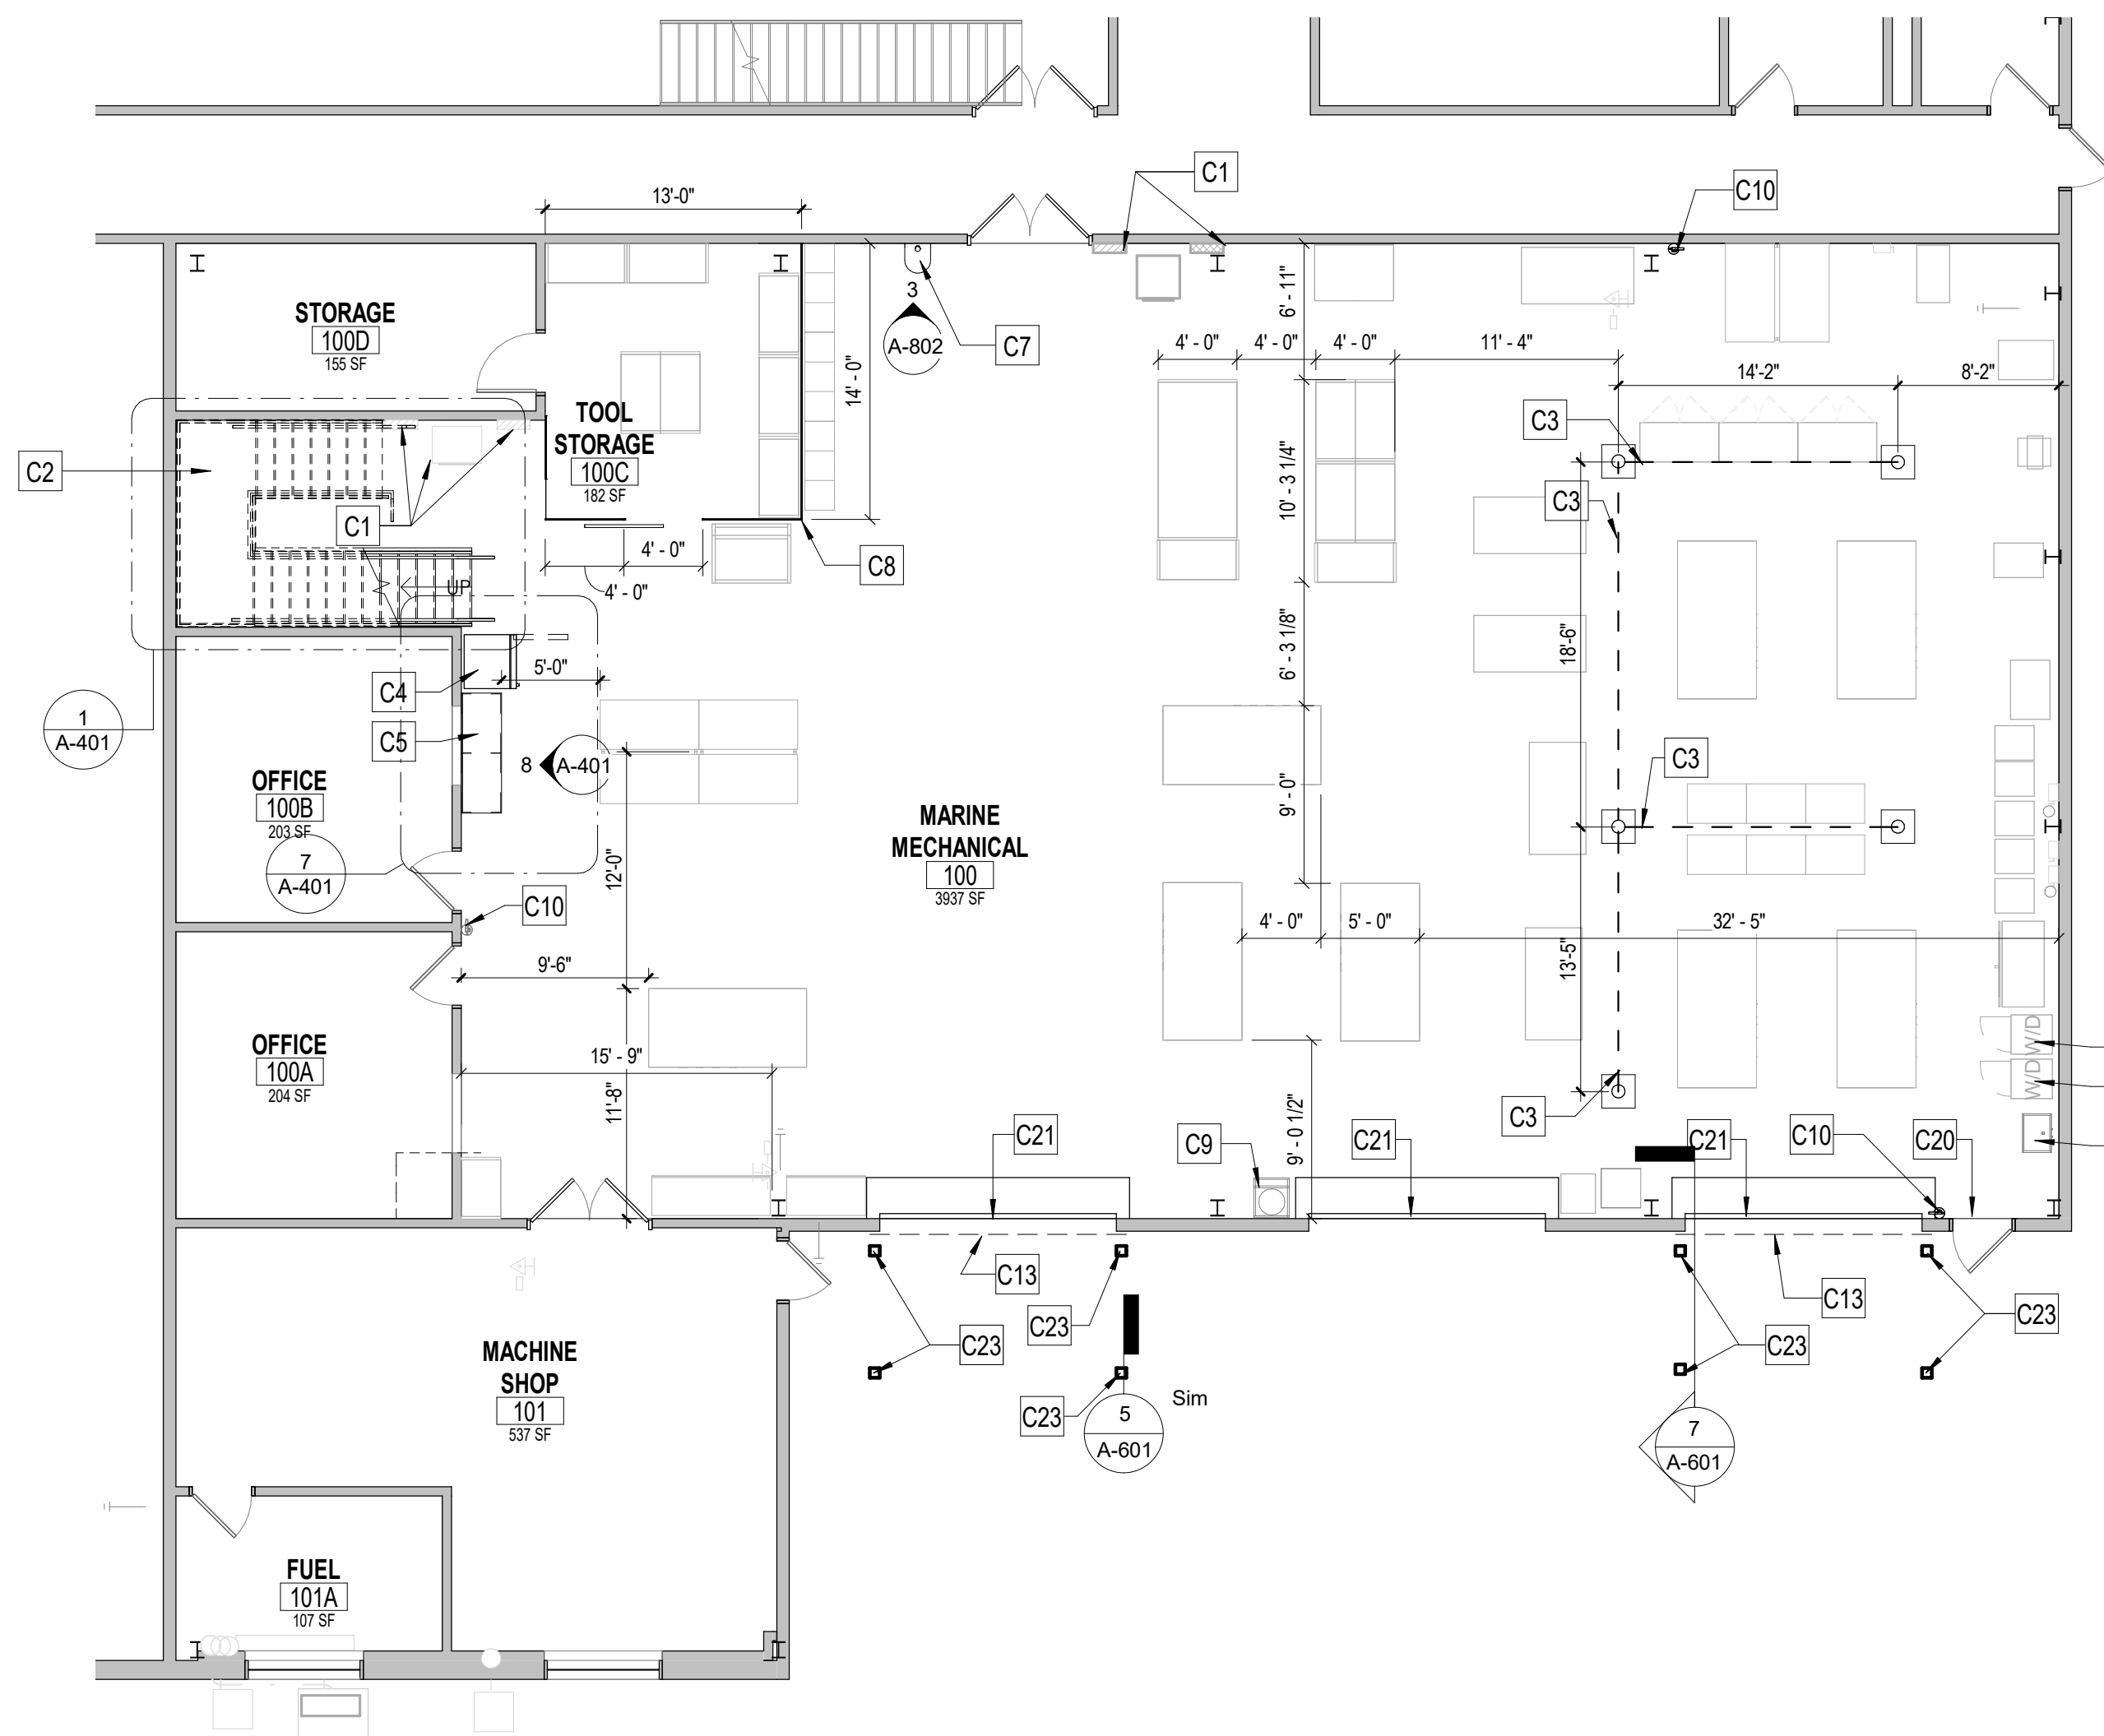 C1
C10
13'-0"
STORAGE
100D
155 SF
3
A-802
C7
6' - 11"
4' - 0"
4' - 0"
4' - 0"
11' - 4"
14'-2"
8'-2"
14' - 0"
TOOL
STORAGE
100C
182 SF
C3
C2
C1
C3
10' - 3 1/4"
4' - 0"
C8
UP
4' - 0"
6' - 3 1/8"
18'-6"
5'-0"
C4
1
A-401
C5
8
A-401
C3
OFFICE
100B
203 SF
9'-0"
MARINE
MECHANICAL
100
3937 SF
7
A-401
12'-0"
C10
4' - 0"
5' - 0"
32' - 5"
9'-6"
13'-5"
OFFICE
100A
204 SF
15' - 9"
11'-8"
W/D
W/D
C3
9' - 0 1/2"
C21
C9
C21
C21
C10
C20
C13
C13
C23
C23
C23
C23
MACHINE
SHOP
101
537 SF
C23
5
A-601
Sim
7
A-601
FUEL
101A
107 SF